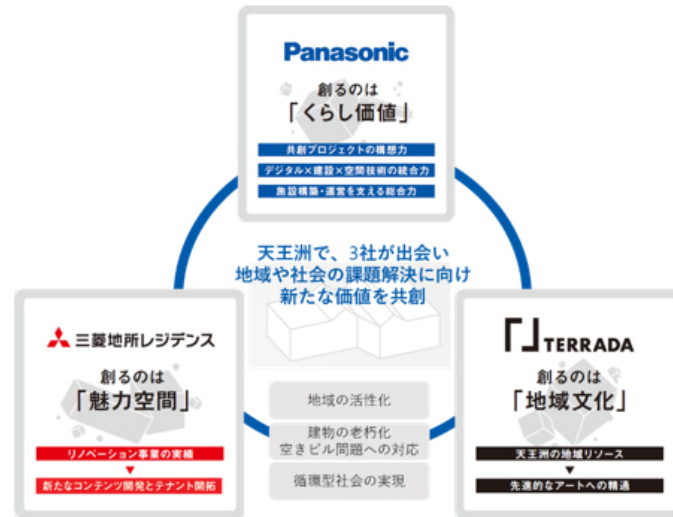 Panasonic
創るのは
「くらし価値」
共創プロジェクトの構想力
デジタル×建設×空間技術の統合力
施設構築・運営を支える総合力
天王洲で、3社が出会い
地域や社会の課題解決に向け
新たな価値を共創
三菱地所レジデンス
創るのは
「魅力空間」
リノベーション事業の実績
新たなコンテンツ開発とテナント開拓
地域の活性化
建物の老朽化
空きビル問題への対応
循環型社会の実現
TERRADA
創るのは
「地域文化」
天王洲の地域リソース
先進的なアートへの精通